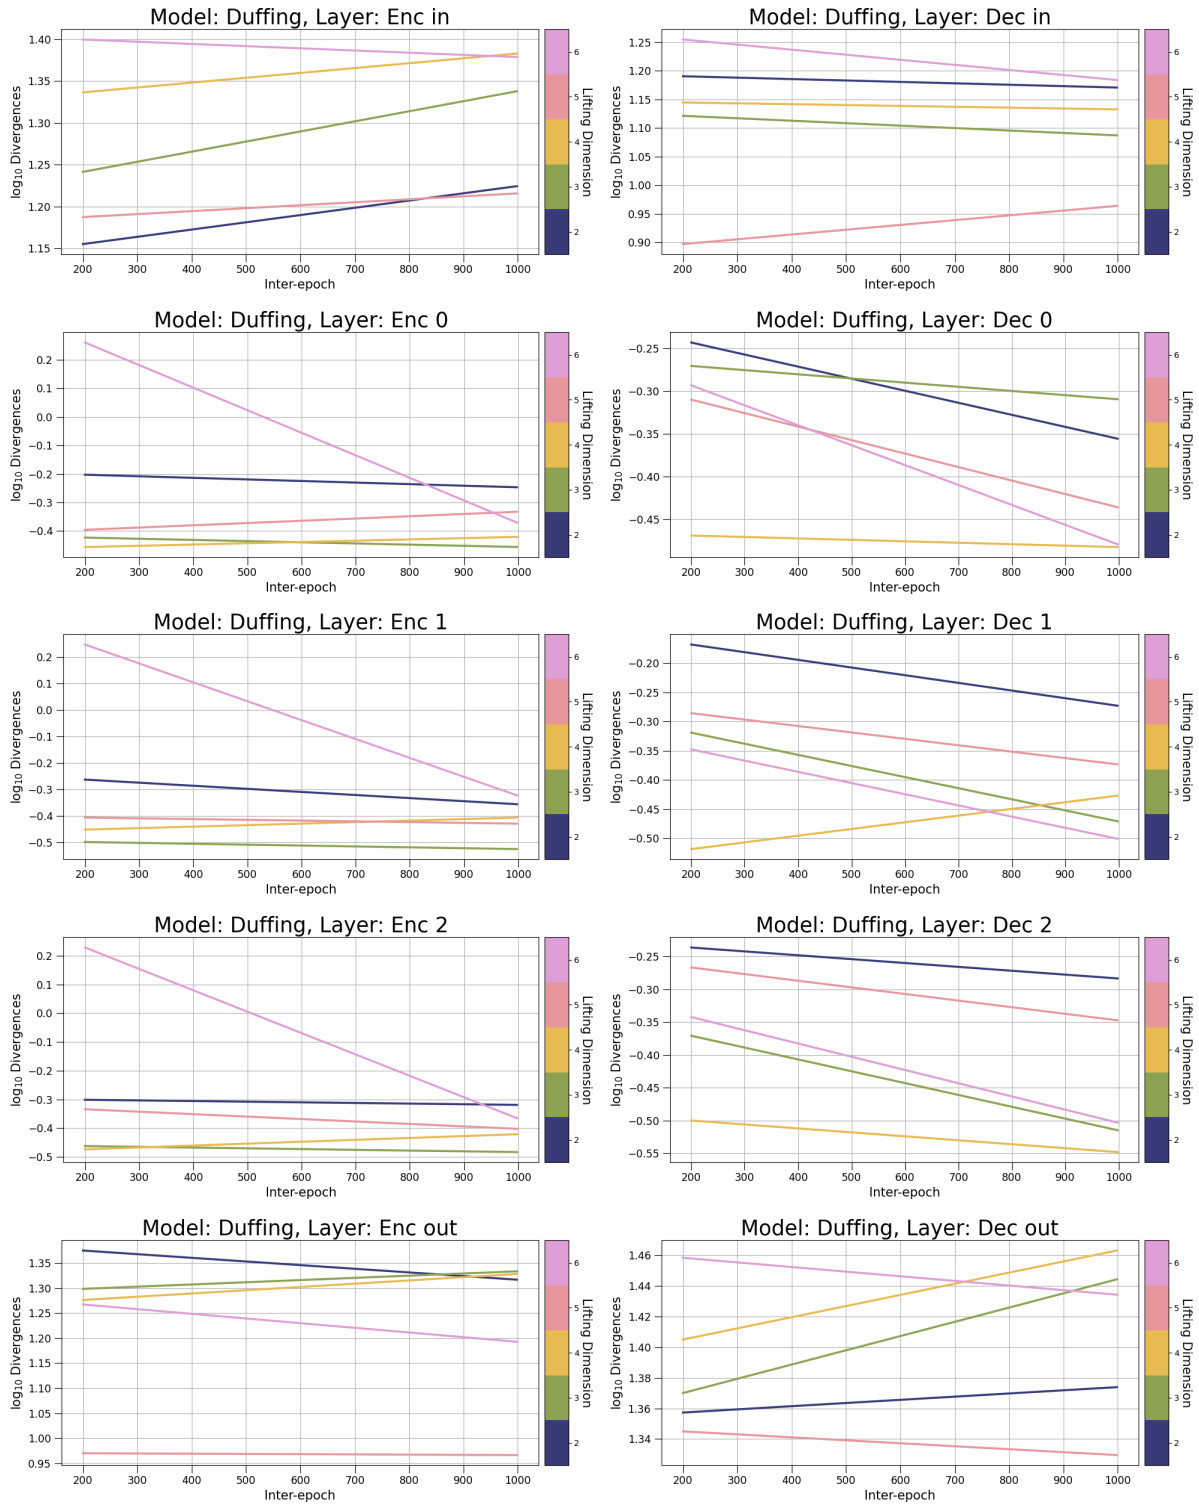 Model: Duffing, Layer: Enc in
1.40
1.35
1.30
1.25
1.20
1.15
log10 Divergences
200 300 400 500 600 700 800 900 1000
Inter-epoch
6
5
4
3
2
Lifting Dimension
Model: Duffing, Layer: Dec in
1.25
1.20
1.15
1.10
1.05
1.00
0.95
0.90
log10 Divergences
200 300 400 500 600 700 800 900 1000
Inter-epoch
6
5
4
3
2
Lifting Dimension
Model: Duffing, Layer: Enc 0
0.2
0.1
0.0
−0.1
−0.2
−0.3
−0.4
log10 Divergences
200 300 400 500 600 700 800 900 1000
Inter-epoch
6
5
4
3
2
Lifting Dimension
Model: Duffing, Layer: Dec 0
−0.25
−0.30
−0.35
−0.40
−0.45
log10 Divergences
200 300 400 500 600 700 800 900 1000
Inter-epoch
6
5
4
3
2
Lifting Dimension
Model: Duffing, Layer: Enc 1
0.2
0.1
0.0
−0.1
−0.2
−0.3
−0.4
−0.5
log10 Divergences
200 300 400 500 600 700 800 900 1000
Inter-epoch
6
5
4
3
2
Lifting Dimension
Model: Duffing, Layer: Dec 1
−0.20
−0.25
−0.30
−0.35
−0.40
−0.45
−0.50
log10 Divergences
200 300 400 500 600 700 800 900 1000
Inter-epoch
6
5
4
3
2
Lifting Dimension
Model: Duffing, Layer: Enc 2
0.2
0.1
0.0
−0.1
−0.2
−0.3
−0.4
−0.5
log10 Divergences
200 300 400 500 600 700 800 900 1000
Inter-epoch
6
5
4
3
2
Lifting Dimension
Model: Duffing, Layer: Dec 2
−0.25
−0.30
−0.35
−0.40
−0.45
−0.50
−0.55
log10 Divergences
200 300 400 500 600 700 800 900 1000
Inter-epoch
6
5
4
3
2
Lifting Dimension
Model: Duffing, Layer: Enc out
1.35
1.30
1.25
1.20
1.15
1.10
1.05
1.00
0.95
log10 Divergences
200 300 400 500 600 700 800 900 1000
Inter-epoch
6
5
4
3
2
Lifting Dimension
Model: Duffing, Layer: Dec out
1.46
1.44
1.42
1.40
1.38
1.36
1.34
log10 Divergences
200 300 400 500 600 700 800 900 1000
Inter-epoch
6
5
4
3
2
Lifting Dimension